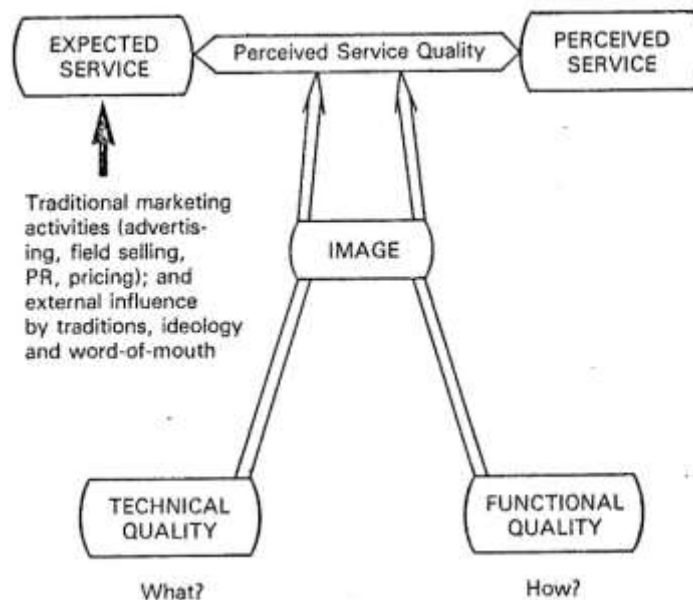 EXPECTED
SERVICE
Perceived Service Quality
PERCEIVED
SERVICE
Traditional marketing
activities (advertis-
ing, field selling,
PR, pricing); and
external influence
by traditions, ideology
and word-of-mouth
IMAGE
TECHNICAL
QUALITY
FUNCTIONAL
QUALITY
What?
How?